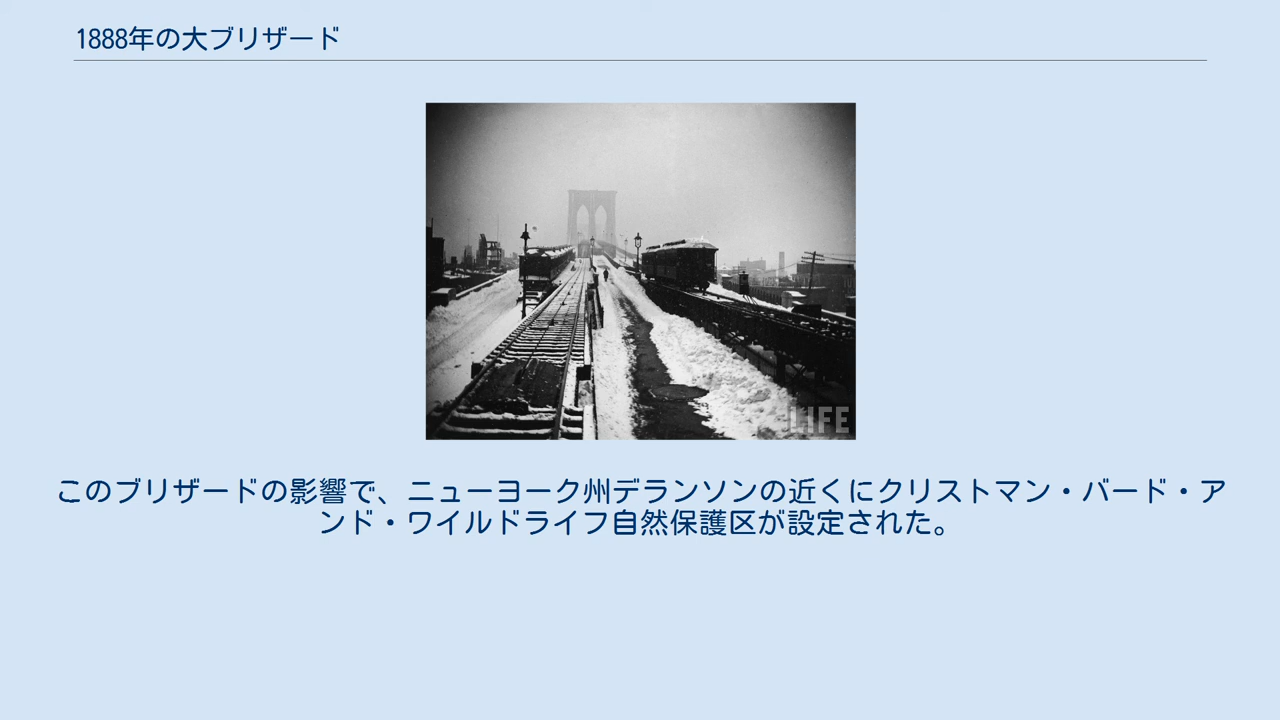 1888年の大ブリザード
LIFE
このブリザードの影響で、ニューヨーク州デランソンの近くにクリストマン・バード・ア
ンド・ワイルドライフ自然保護区が設定された。